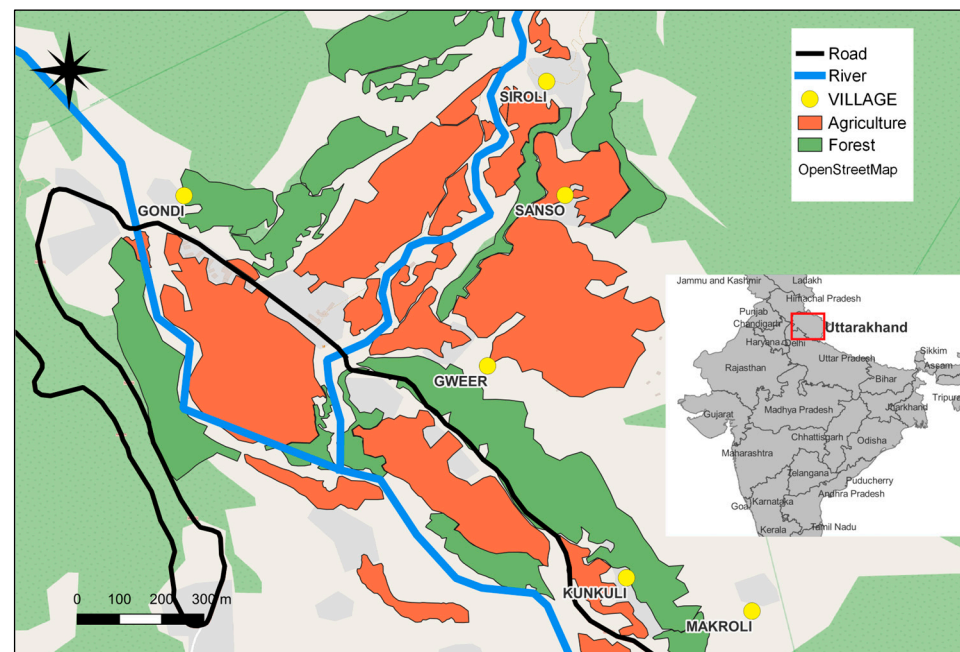 Road
River
VILLAGE
Agriculture
Forest
OpenStreetMap
SIROLI
GONDI
SANSO
GWEER
KUNKULI
MAKROLI
0 100 200 300 m
Jammu and Kashmir
Ladakh
Himachal Pradesh
Punjab
Chandigarh
Uttarakhand
Haryana
Delhi
Uttar Pradesh
Sikkim
Assam
Rajasthan
Bihar
Tripura
Gujarat
Madhya Pradesh
Jharkhand
Chhattisgarh
Odisha
Maharashtra
Telangana
Puducherry
Andhra Pradesh
Goa
Karnataka
Kerala
Tamil Nadu